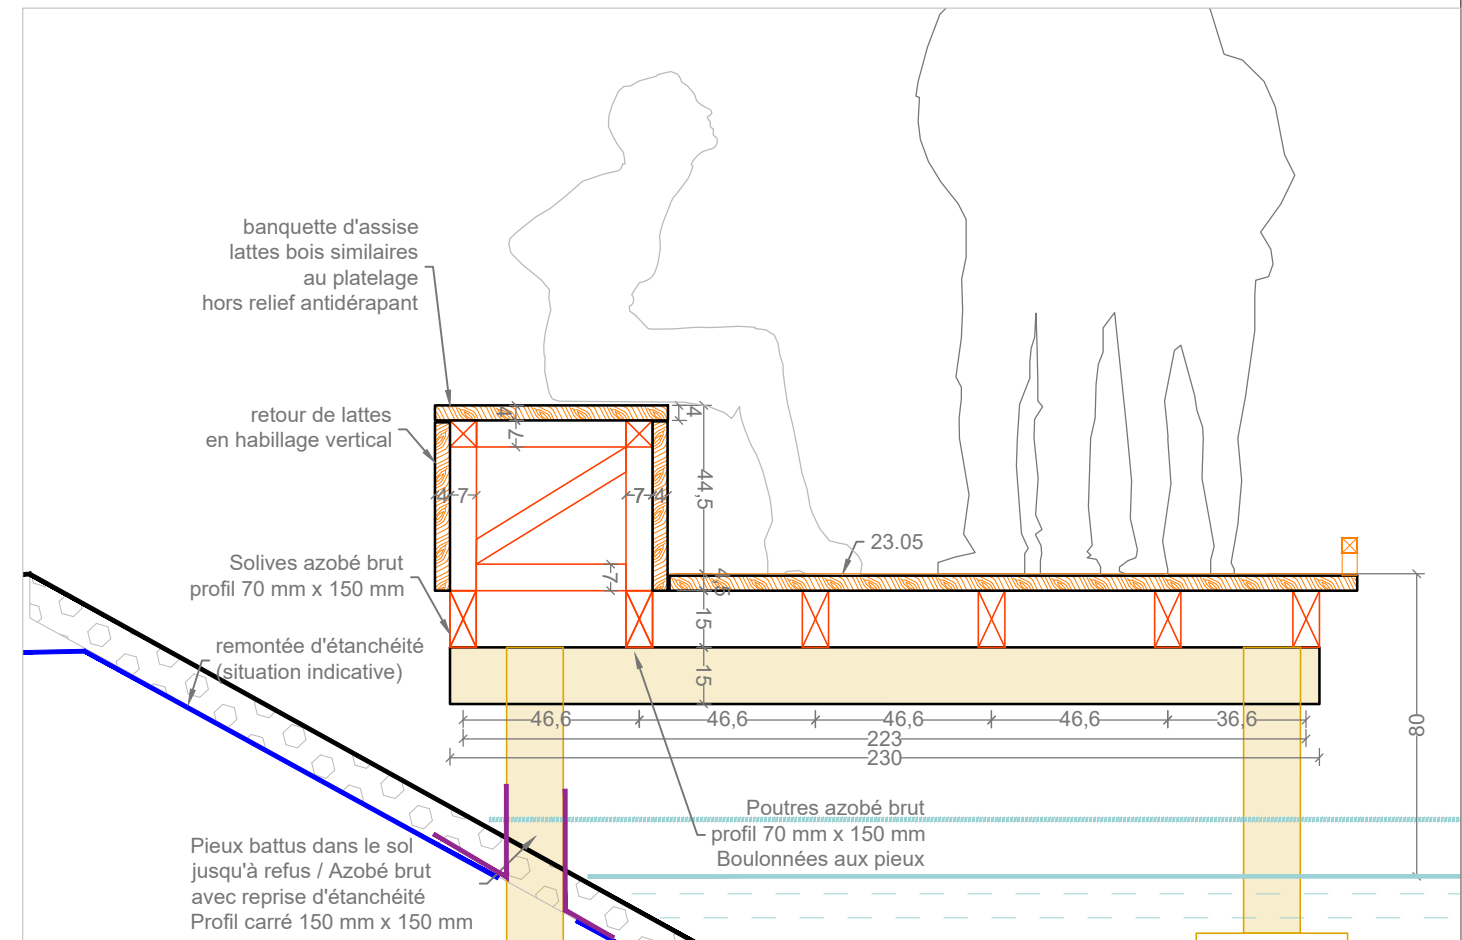 banquette d'assise
lattes bois similaires
au platelage
hors relief antidérapant
retour de lattes
en habillage vertical
4
7
4
44,5
4
7
7
4
23.05
Solives azobé brut
profil 70 mm x 150 mm
7
4,5
15
remontée d'étanchéité
(situation indicative)
15
46,6
46,6
46,6
46,6
36,6
223
230
80
Poutres azobé brut
profil 70 mm x 150 mm
Boulonnées aux pieux
Pieux battus dans le sol
jusqu'à refus / Azobé brut
avec reprise d'étanchéité
Profil carré 150 mm x 150 mm